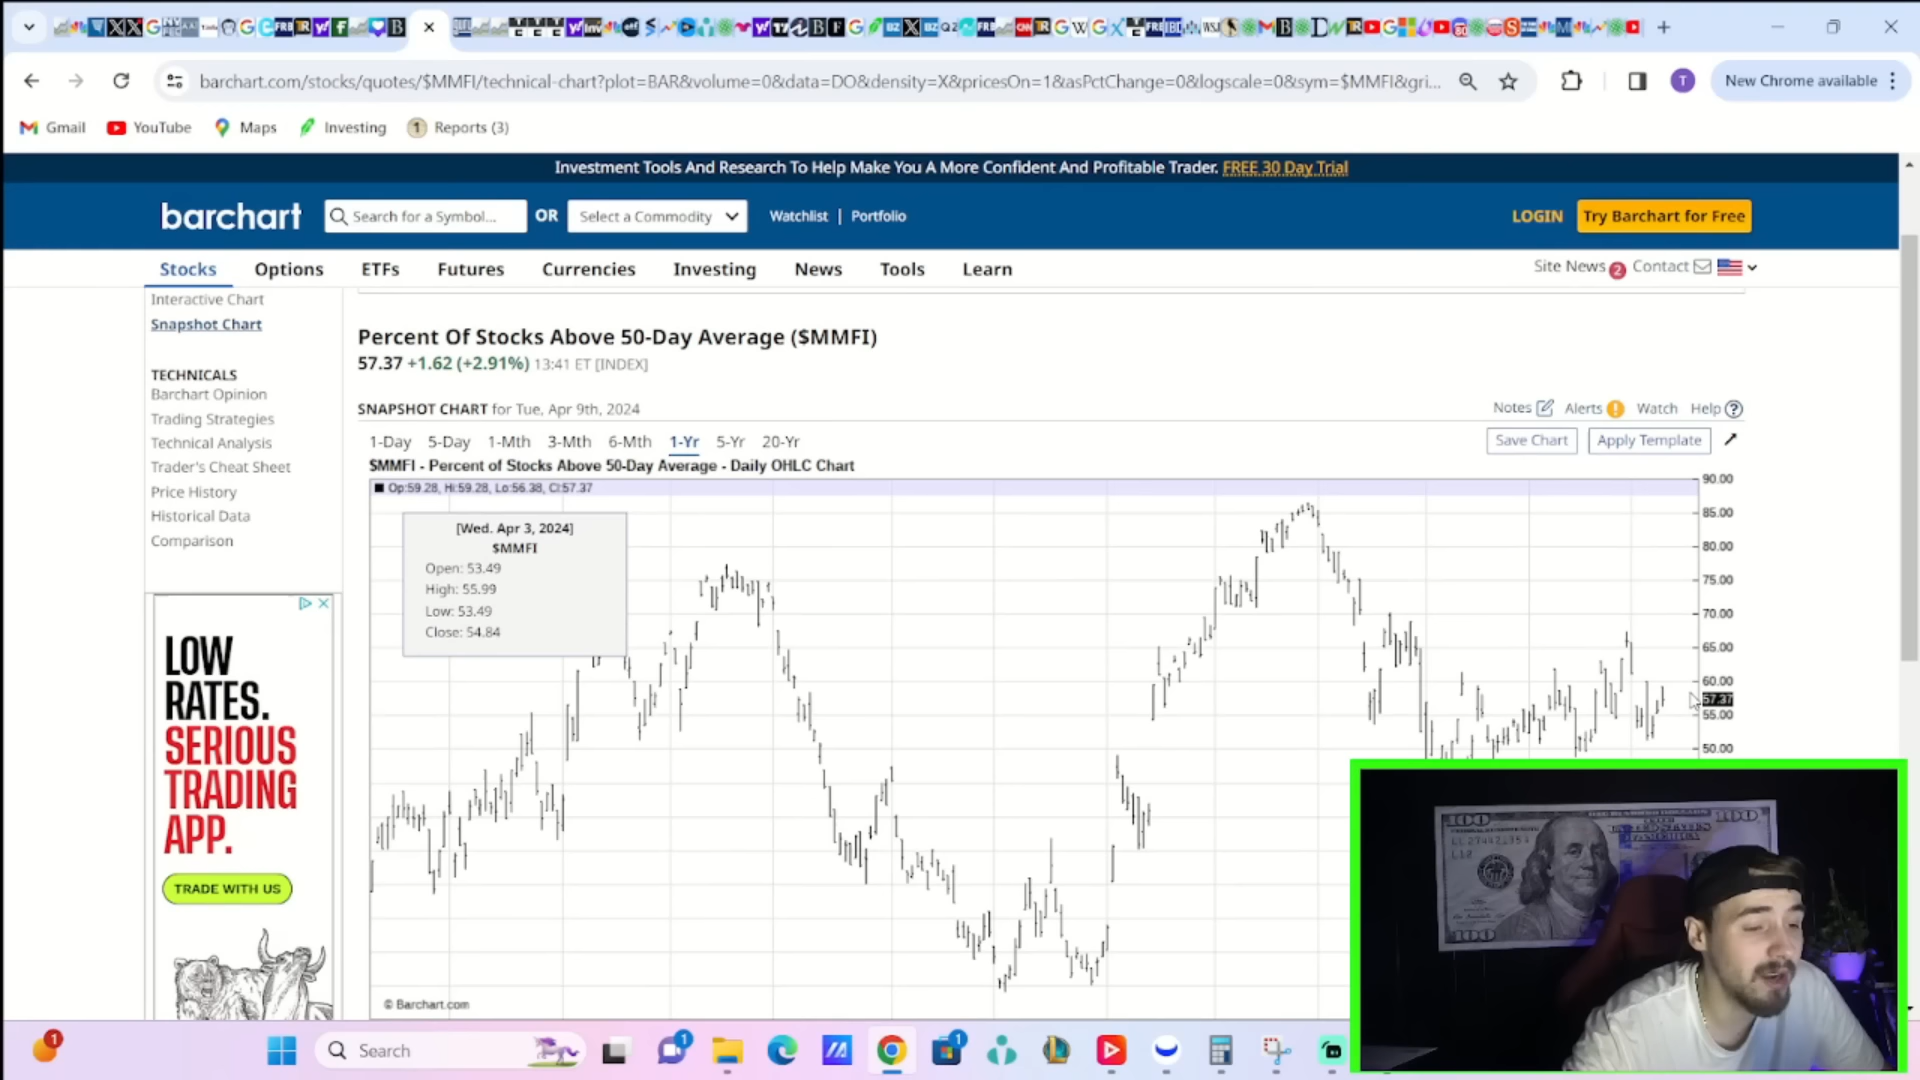 barchart.com/stocks/quotes/$MMFI/technical-chart?plot=BAR&volume=0&data=DO&density=X&pricesOn=1&asPctChange=0&logscale=0&sym=$MMFI&gri...
T
New Chrome available
Gmail
YouTube
Maps
Investing
Reports (3)
Investment Tools And Research To Help Make You A More Confident And Profitable Trader. FREE 30 Day Trial
barchart
Search for a Symbol...
OR
Select a Commodity
Watchlist | Portfolio
LOGIN
Try Barchart for Free
Stocks
Options
ETFs
Futures
Currencies
Investing
News
Tools
Learn
Site News 2
Contact
Interactive Chart
Snapshot Chart
TECHNICALS
Barchart Opinion
Trading Strategies
Technical Analysis
Trader's Cheat Sheet
Price History
Historical Data
Comparison
LOW
RATES.
SERIOUS
TRADING
APP.
TRADE WITH US
Percent Of Stocks Above 50-Day Average ($MMFI)
57.37 +1.62 (+2.91%) 13:41 ET [INDEX]
SNAPSHOT CHART for Tue, Apr 9th, 2024
Notes
Alerts
Watch
Help
1-Day 5-Day 1-Mth 3-Mth 6-Mth 1-Yr 5-Yr 20-Yr
Save Chart
Apply Template
$MMFI - Percent of Stocks Above 50-Day Average - Daily OHLC Chart
Op:59.28, Hi:59.28, Lo:56.38, Cl:57.37
[Wed. Apr 3, 2024]
$MMFI
Open: 53.49
High: 55.99
Low: 53.49
Close: 54.84
90.00
85.00
80.00
75.00
70.00
65.00
60.00
57.37
55.00
50.00
© Barchart.com
100
100
100
1
Search
1
1